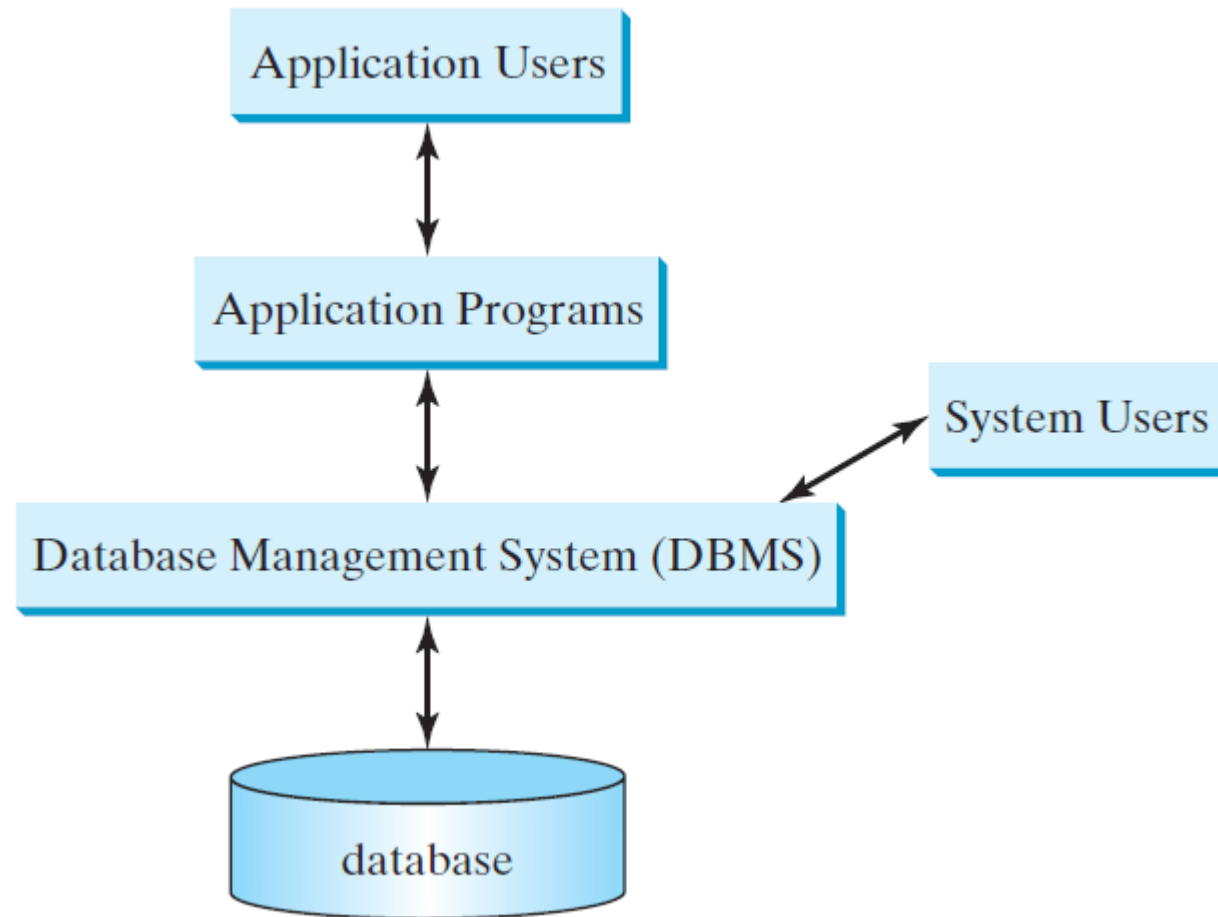 Application Users
Application Programs
System Users
Database Management System (DBMS)
database